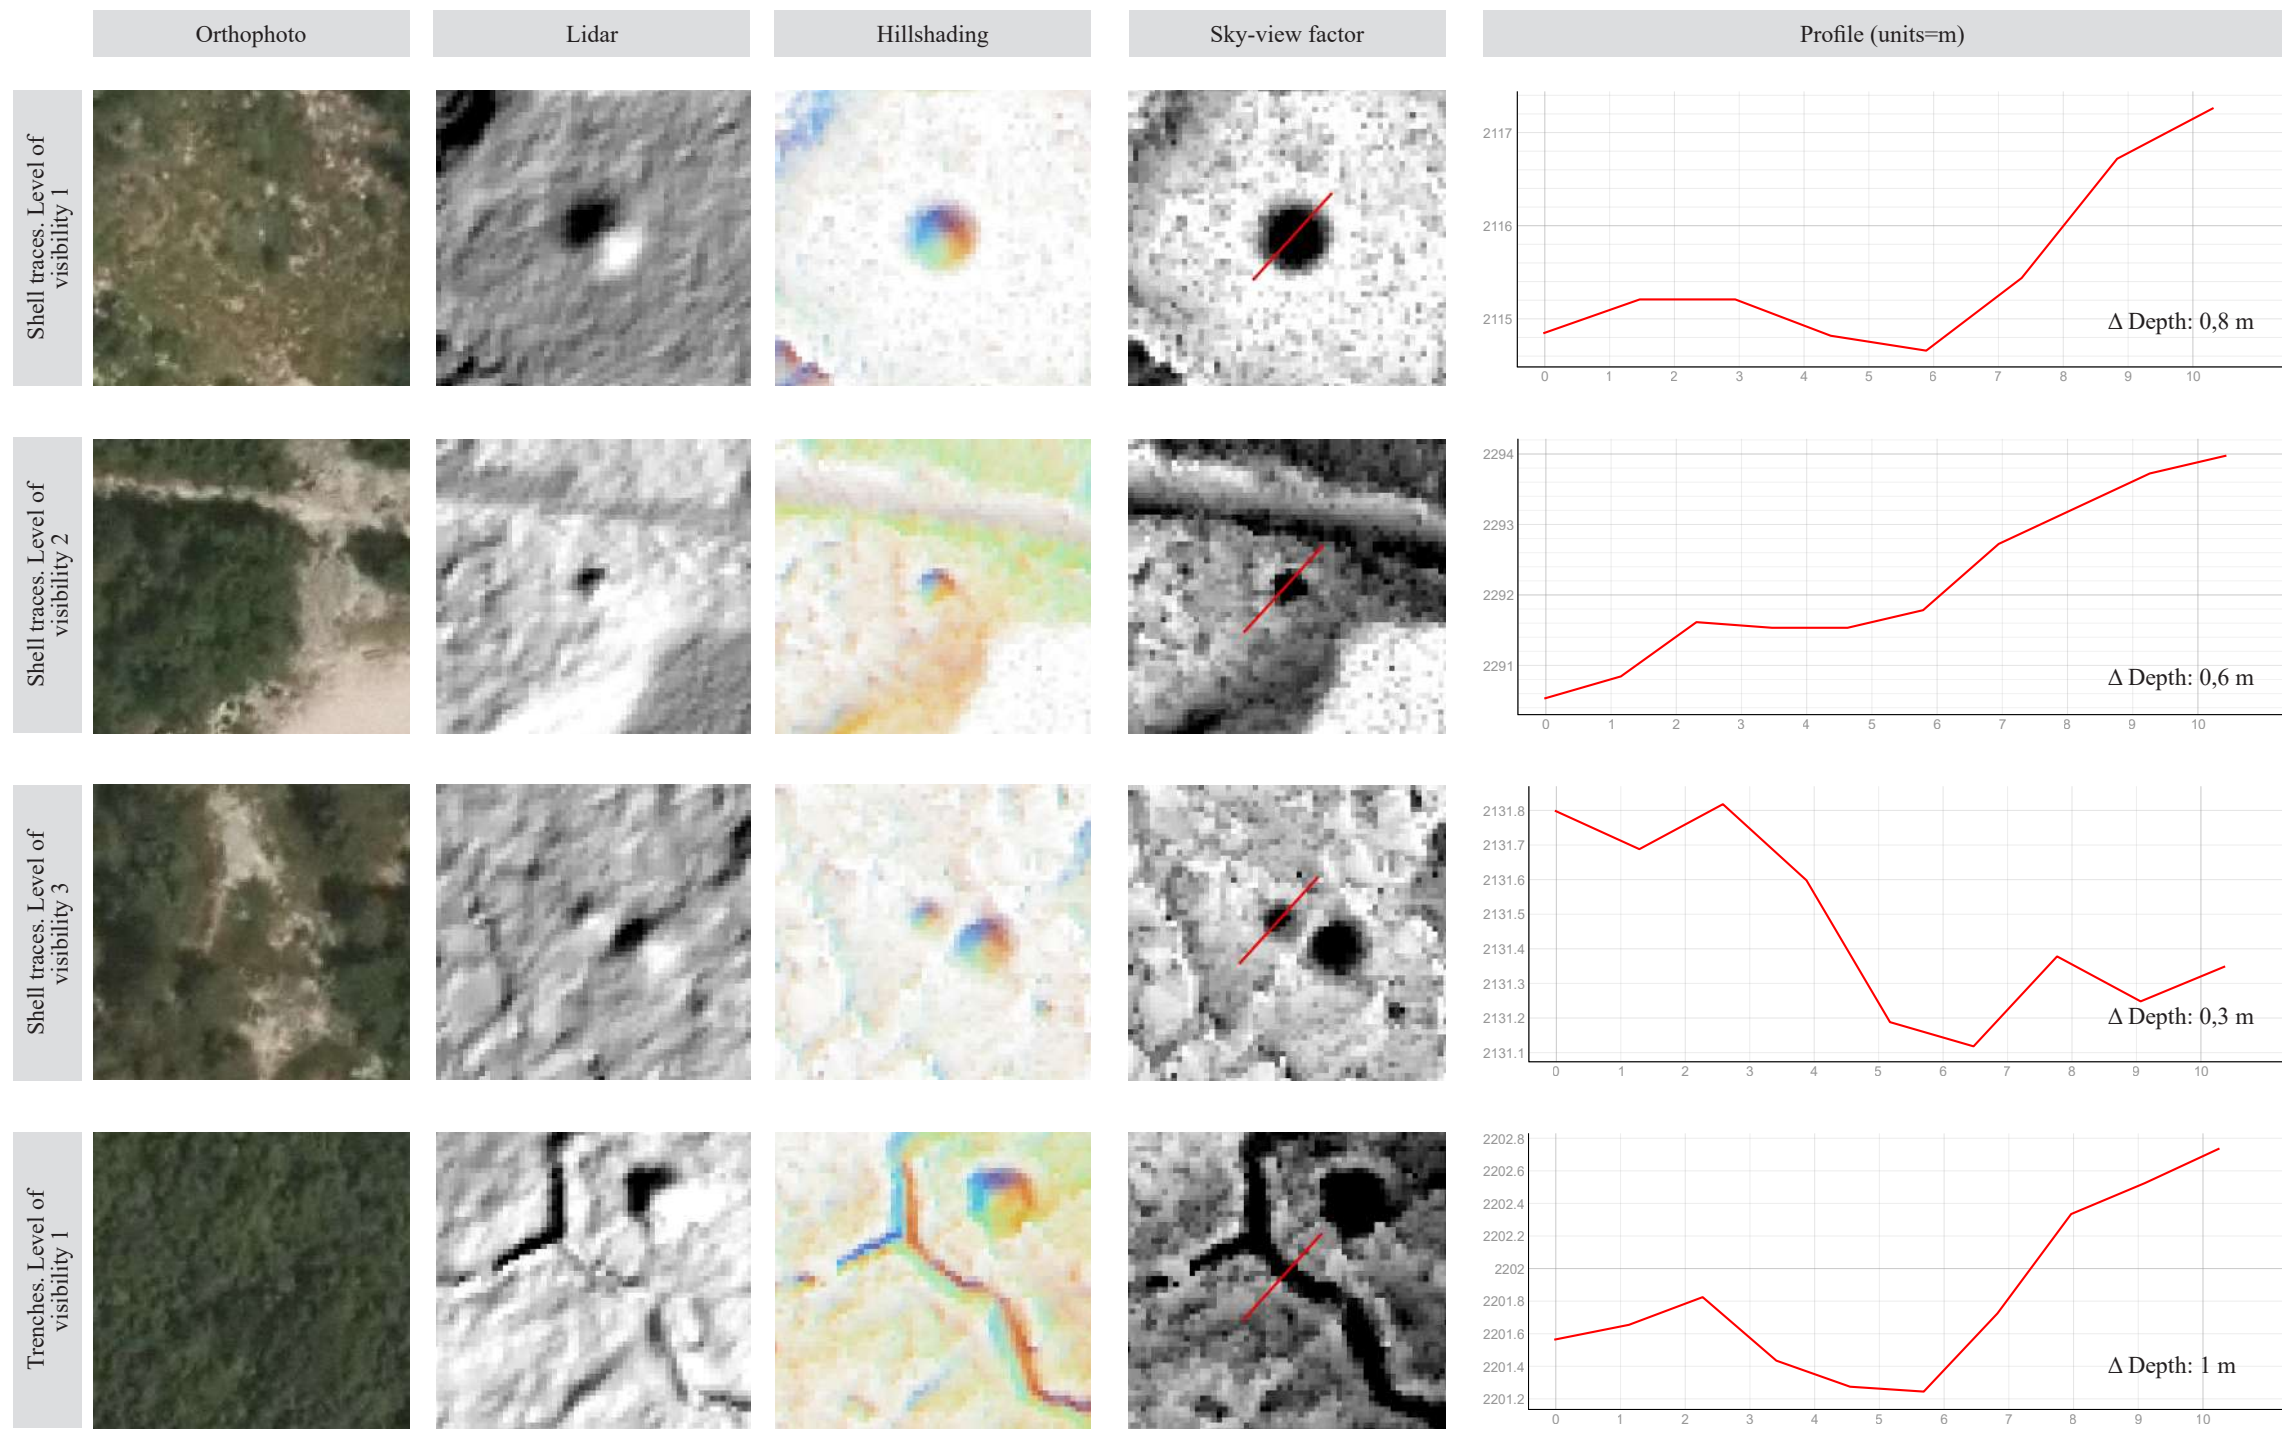 Orthophoto
Lidar
Hillshading
Sky-view factor
Profile (units=m)
Shell traces. Level of
visibility 1
2117
2116
2115
Δ Depth: 0,8 m
0 1 2 3 4 5 6 7 8 9 10
Shell traces. Level of
visibility 2
2294
2293
2292
2291
Δ Depth: 0,6 m
0 1 2 3 4 5 6 7 8 9 10
Shell traces. Level of
visibility 3
2131.8
2131.7
2131.6
2131.5
2131.4
2131.3
2131.2
2131.1
Δ Depth: 0,3 m
0 1 2 3 4 5 6 7 8 9 10
Trenches. Level of
visibility 1
2202.8
2202.6
2202.4
2202.2
2202
2201.8
2201.6
2201.4
2201.2
Δ Depth: 1 m
0 1 2 3 4 5 6 7 8 9 10